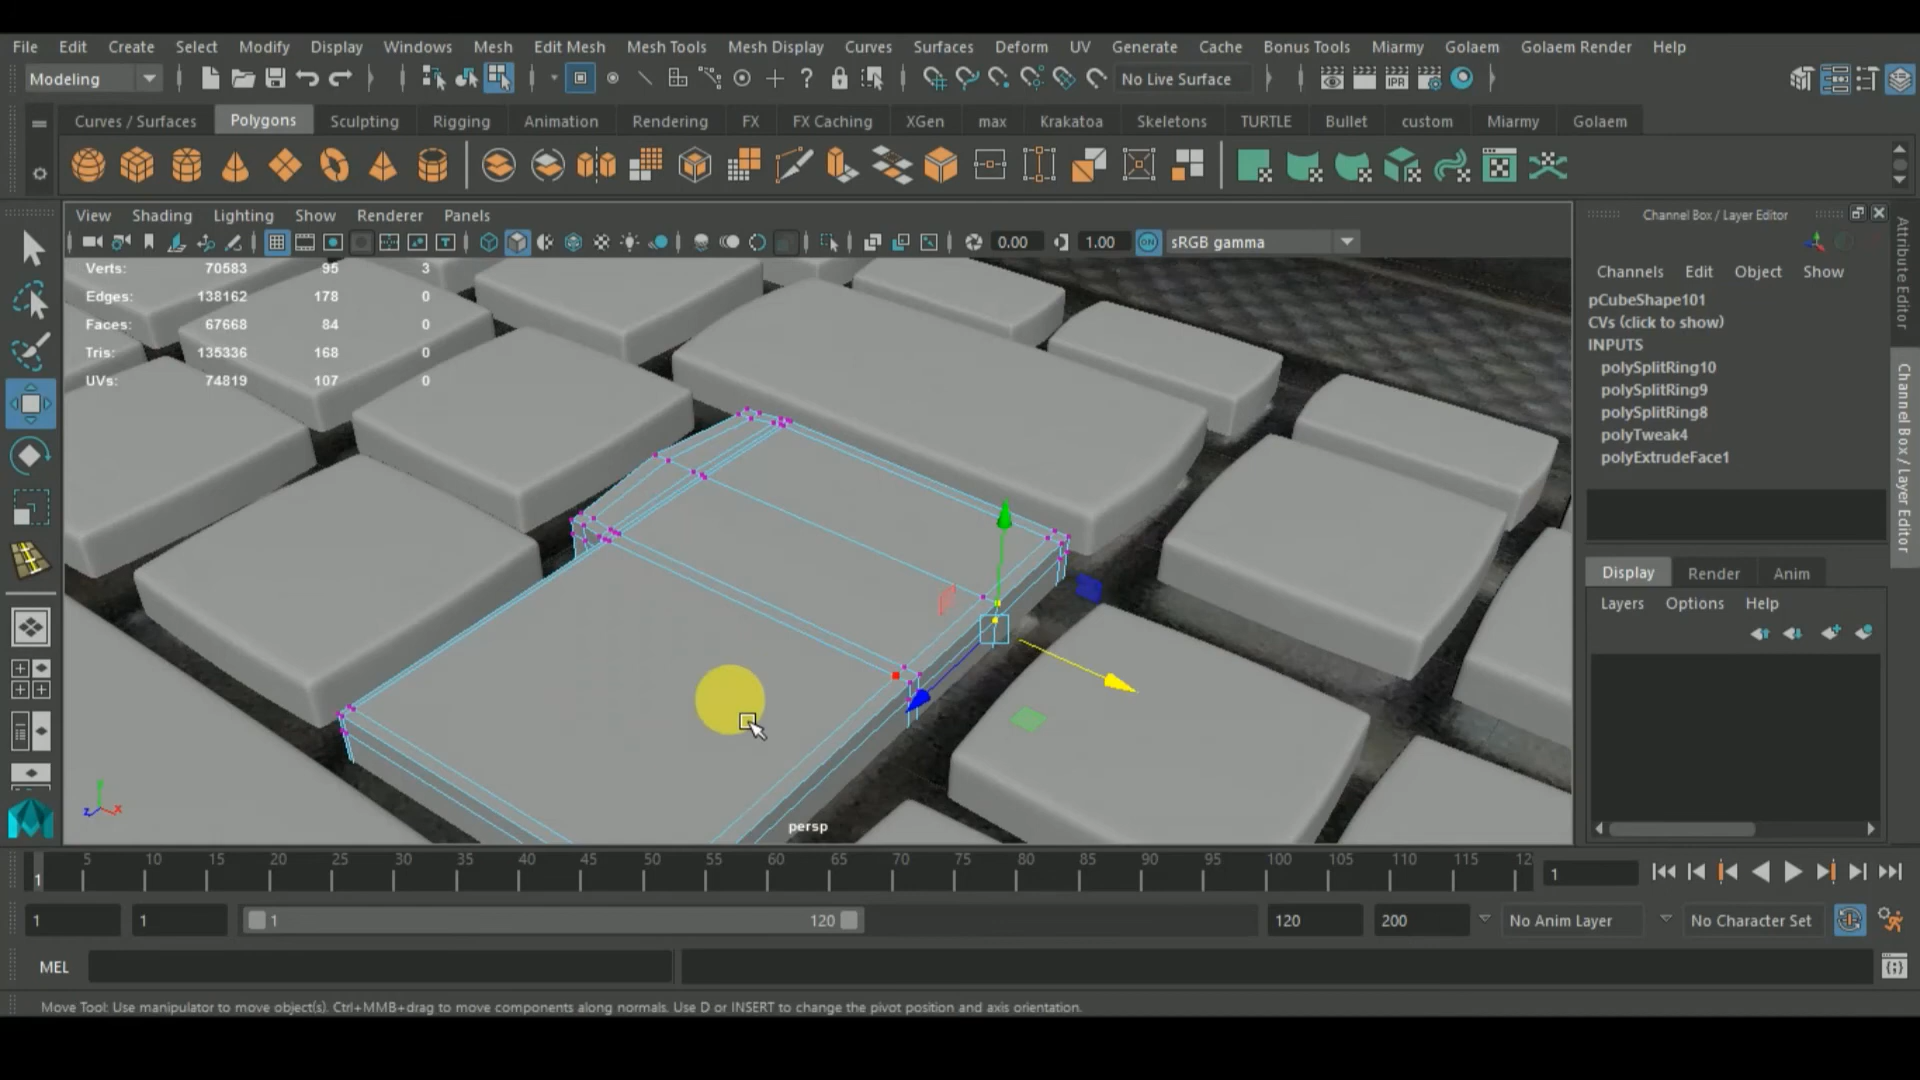 File Edit Create Select Modify Display Windows Mesh Edit Mesh Mesh Tools Mesh Display Curves Surfaces Deform UV Generate Cache Bonus Tools Miarmy Golaem Golaem Render Help
Modeling No Live Surface IPR
Curves / Surfaces Polygons Sculpting Rigging Animation Rendering FX FX Caching XGen max Krakatoa Skeletons TURTLE Bullet custom Miarmy Golaem
View Shading Lighting Show Renderer Panels
0.00 1.00 ON sRGB gamma
Verts: 70583 95 3
Edges: 138162 178 0
Faces: 67668 84 0
Tris: 135336 168 0
UVs: 74819 107 0
persp
Channel Box / Layer Editor
Channels Edit Object Show
pCubeShape101
CVs (click to show)
INPUTS
polySplitRing10
polySplitRing9
polySplitRing8
polyTweak4
polyExtrudeFace1
Display Render Anim
Layers Options Help
Attribute Editor
Channel Box / Layer Editor
1 5 10 15 20 25 30 35 40 45 50 55 60 65 70 75 80 85 90 95 100 105 110 115 12
1
1 1 1 120 120 200 No Anim Layer No Character Set
MEL
Move Tool: Use manipulator to move object(s). Ctrl+MMB+drag to move components along normals. Use D or INSERT to change the pivot position and axis orientation.